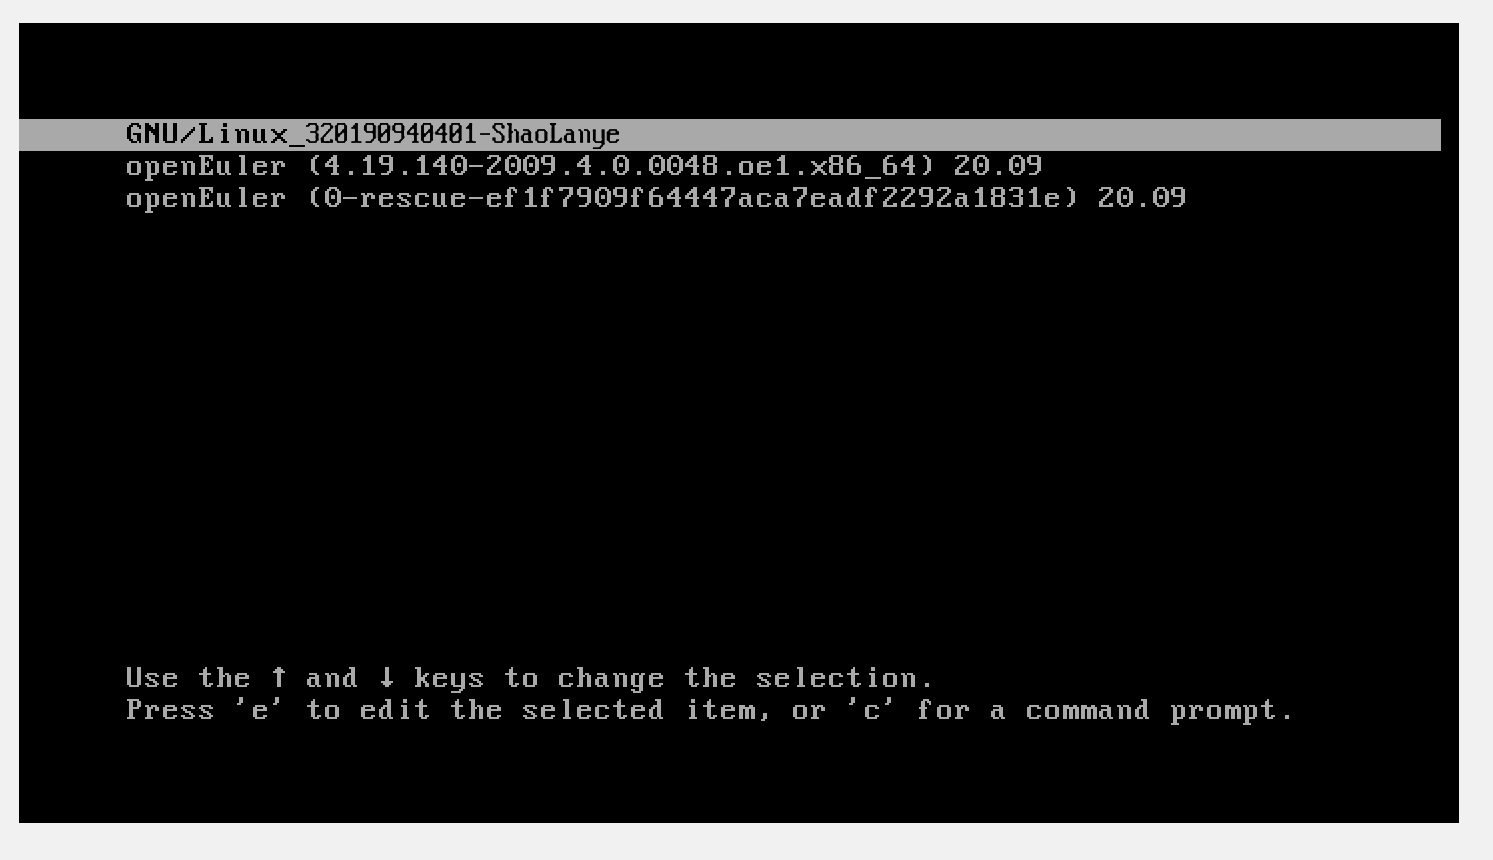 GNU/Linux_320190940401-ShaoLanye
openEuler (4.19.140-2009.4.0.0048.oe1.x86_64) 20.09
openEuler (0-rescue-ef1f7909f64447aca7eadf2292a1831e) 20.09
Use the ↑ and ↓ keys to change the selection.
Press 'e' to edit the selected item, or 'c' for a command prompt.